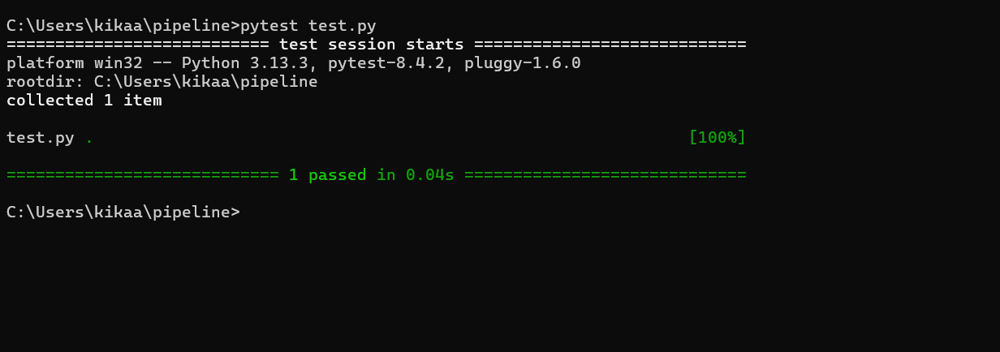 C:\Users\kikaa\pipeline>pytest test.py
=========================== test session starts ============================
platform win32 -- Python 3.13.3, pytest-8.4.2, pluggy-1.6.0
rootdir: C:\Users\kikaa\pipeline
collected 1 item
test.py . [100%]
============================ 1 passed in 0.04s =============================
C:\Users\kikaa\pipeline>